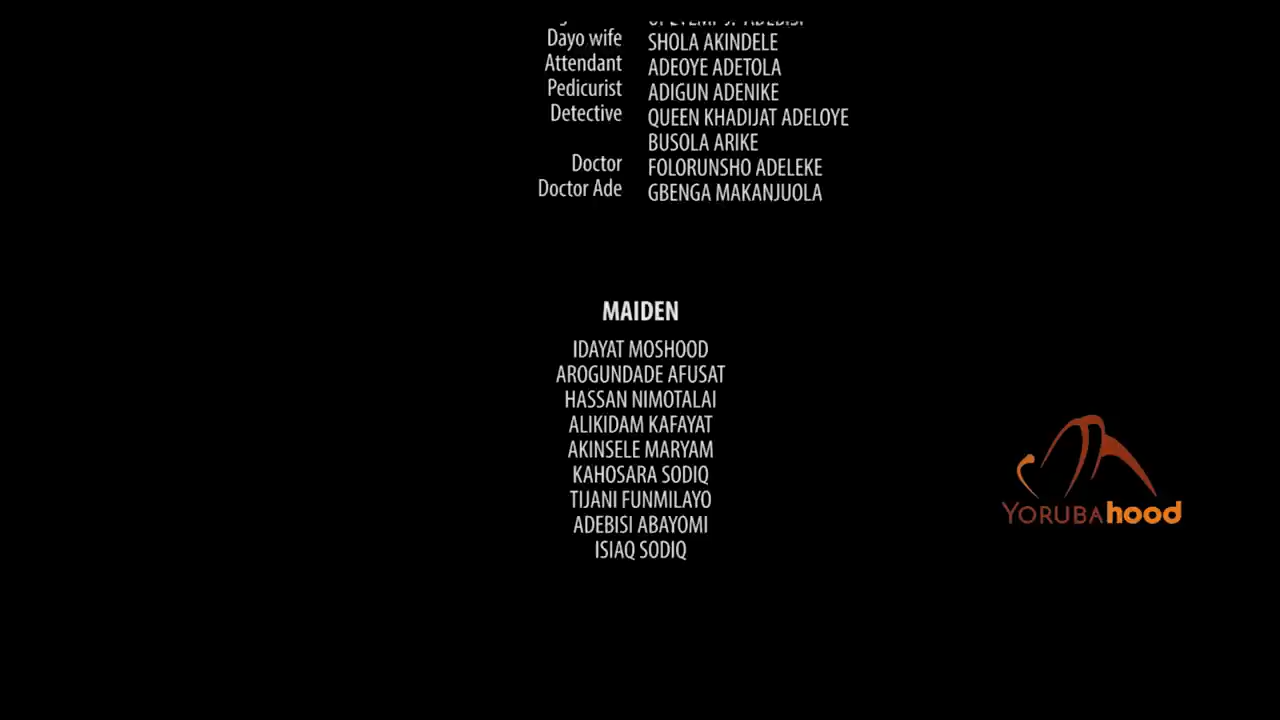 Dayo wife SHOLA AKINDELE
Attendant ADEOYE ADETOLA
Pedicurist ADIGUN ADENIKE
Detective QUEEN KHADIJAT ADELOYE
BUSOLA ARIKE
Doctor FOLORUNSHO ADELEKE
Doctor Ade GBENGA MAKANJUOLA
MAIDEN
IDAYAT MOSHOOD
AROGUNDADE AFUSAT
HASSAN NIMOTALAI
ALIKIDAM KAFAYAT
AKINSELE MARYAM
KAHOSARA SODIQ
TIJANI FUNMILAYO
ADEBISI ABAYOMI
ISIAQ SODIQ
YORUBAhood